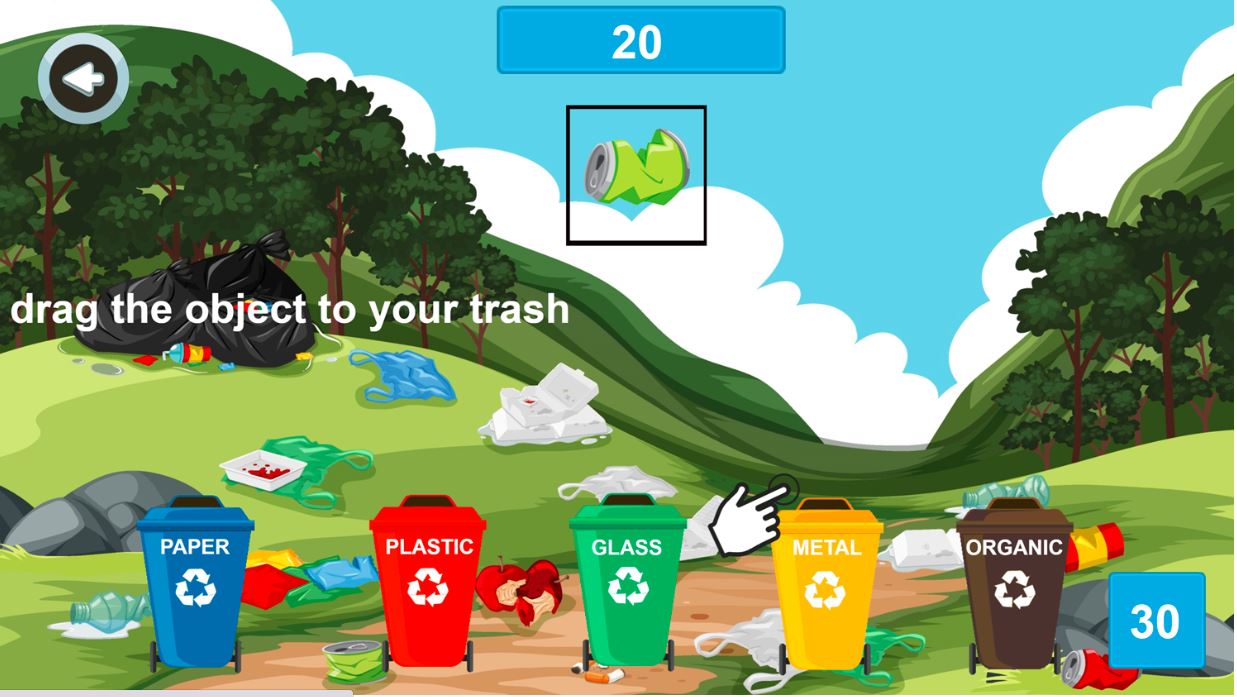 20
drag the object to your trash
PAPER
PLASTIC
GLASS
METAL
ORGANIC
30